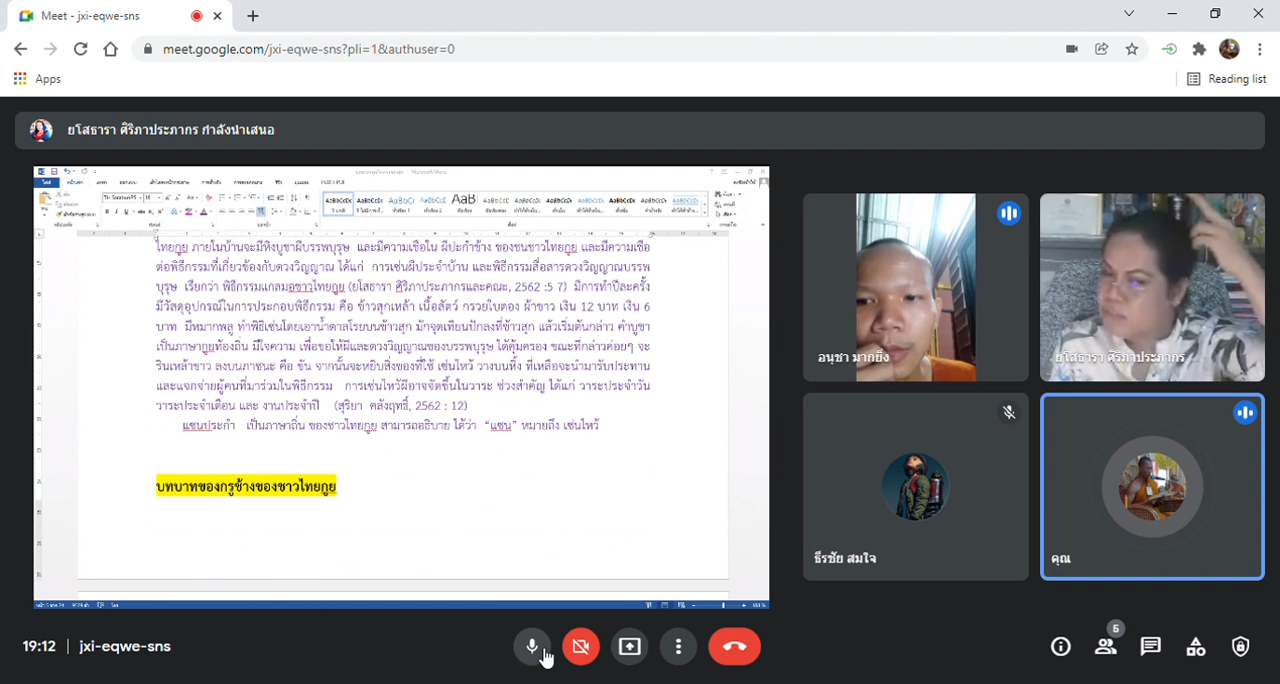 Meet - jxi-eqwe-sns
meet.google.com/jxi-eqwe-sns?pli=1&authuser=0
Apps
Reading list
ยโสธารา ศิริภาประภากร กำลังนำเสนอ
ไทยกูย ภายในบ้านจะมีหิ้งบูชาผีบรรพบุรุษ และมีความเชื่อใน ผีปะกำช้าง ของชนชาวไทยกูย และมีความเชื่อ
ต่อพิธีกรรมที่เกี่ยวข้องกับดวงวิญญาณ ได้แก่ การเซ่นผีประจำบ้าน และพิธีกรรมสื่อสารดวงวิญญาณบรรพ
บุรุษ เรียกว่า พิธีกรรมแกลมอชาวไทยกูย (ยโสธารา ศิริภาประภากรและคณะ, 2562 :5 7) มีการทำปีละครั้ง
มีวัสดุอุปกรณ์ในการประกอบพิธีกรรม คือ ข้าวสุกเหล้า เนื้อสัตว์ กรวยใบตอง ผ้าขาว เงิน 12 บาท เงิน 6
บาท มีหมากพลู ทำพิธีเซ่นโดยเอาน้ำตาลโรยบนข้าวสุก มักจุดเทียนปักลงที่ข้าวสุก แล้วเริ่มต้นกล่าว คำบูชา
เป็นภาษากูยท้องถิ่น มีใจความ เพื่อขอให้ผีและดวงวิญญาณของบรรพบุรุษ ได้คุ้มครอง ขณะที่กล่าวค่อยๆ จะ
รินเหล้าขาว ลงบนภาชนะ คือ ขัน จากนั้นจะหยิบสิ่งของที่ใช้ เซ่นไหว้ วางบนหิ้ง ที่เหลือจะนำมารับประทาน
และแจกจ่ายผู้คนที่มาร่วมในพิธีกรรม การเซ่นไหว้ผีอาจจัดขึ้นในวาระ ช่วงสำคัญ ได้แก่ วาระประจำวัน
วาระประจำเดือน และ งานประจำปี (สุริยา คลังฤทธิ์, 2562 : 12)
แซนประกำ เป็นภาษาถิ่น ของชาวไทยกูย สามารถอธิบาย ได้ว่า “แซน” หมายถึง เซ่นไหว้
บทบาทของกรูช้างของชาวไทยกูย
อนุชา มากยิ่ง
ยโสธารา ศิริภาประภากร
ธีรชัย สมใจ
คุณ
19:12 | jxi-eqwe-sns
5